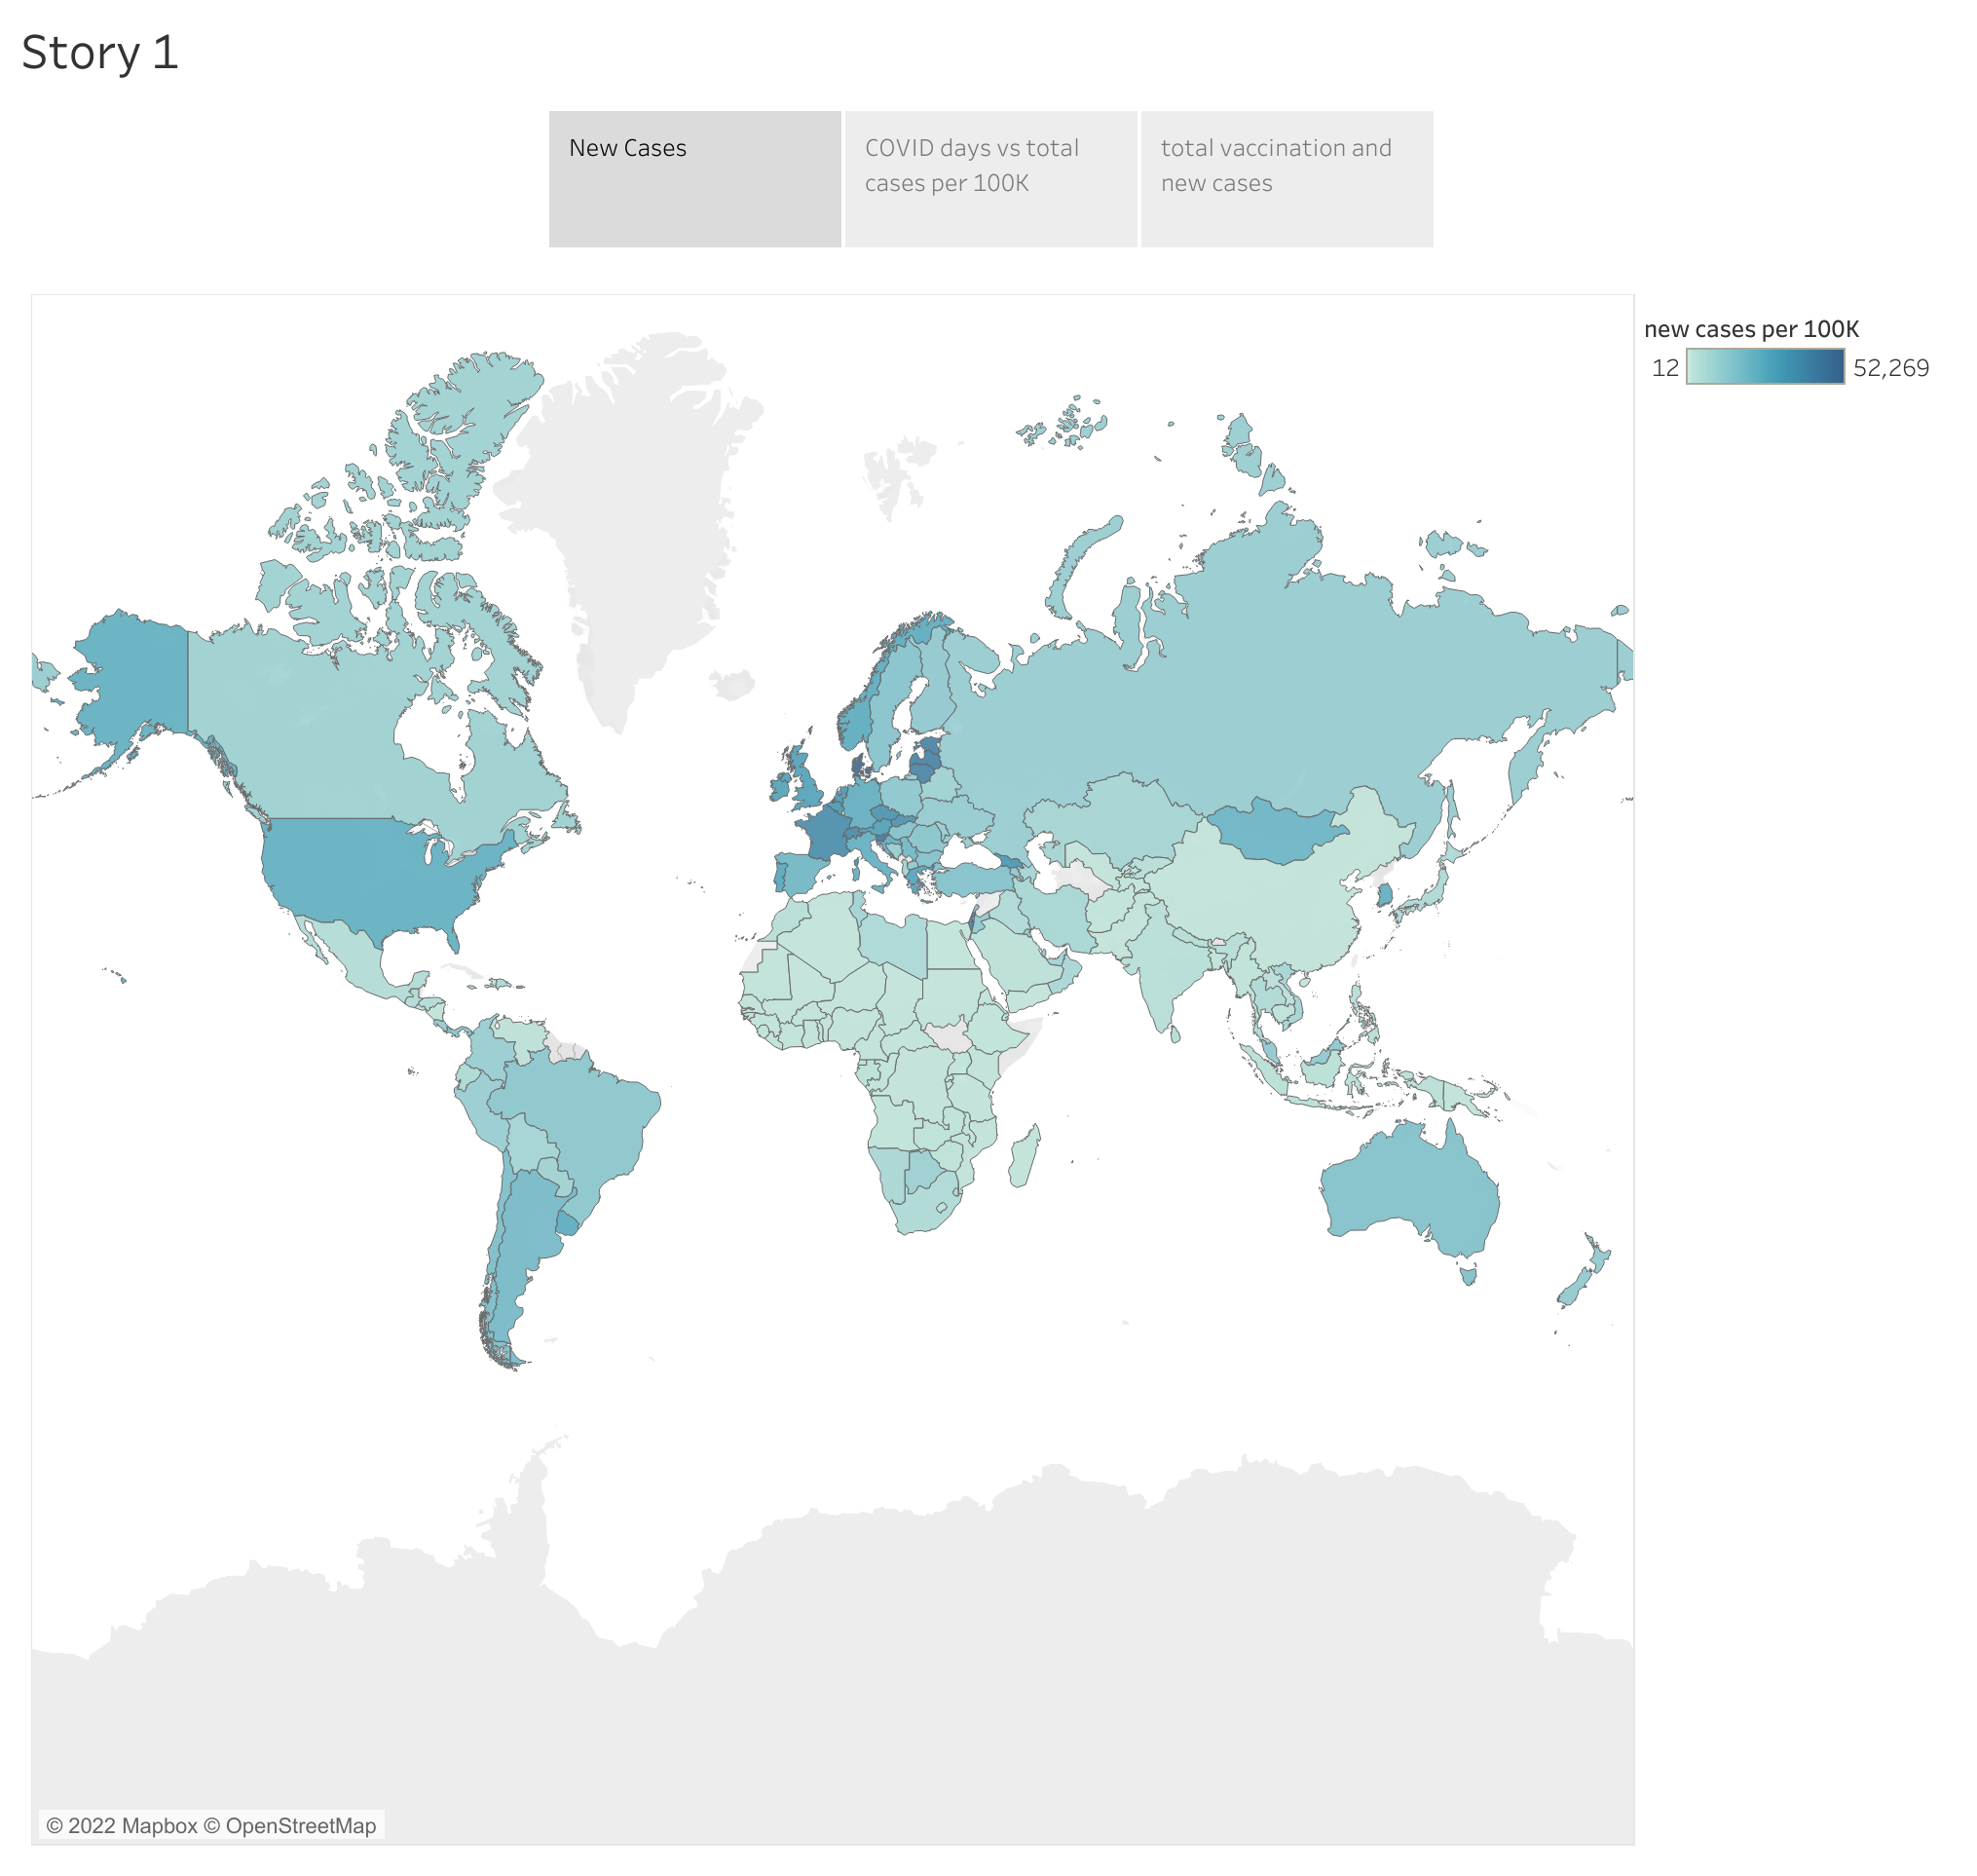 Story 1
New Cases
COVID days vs total
cases per 100K
total vaccination and
new cases
new cases per 100K
12
52,269
© 2022 Mapbox © OpenStreetMap